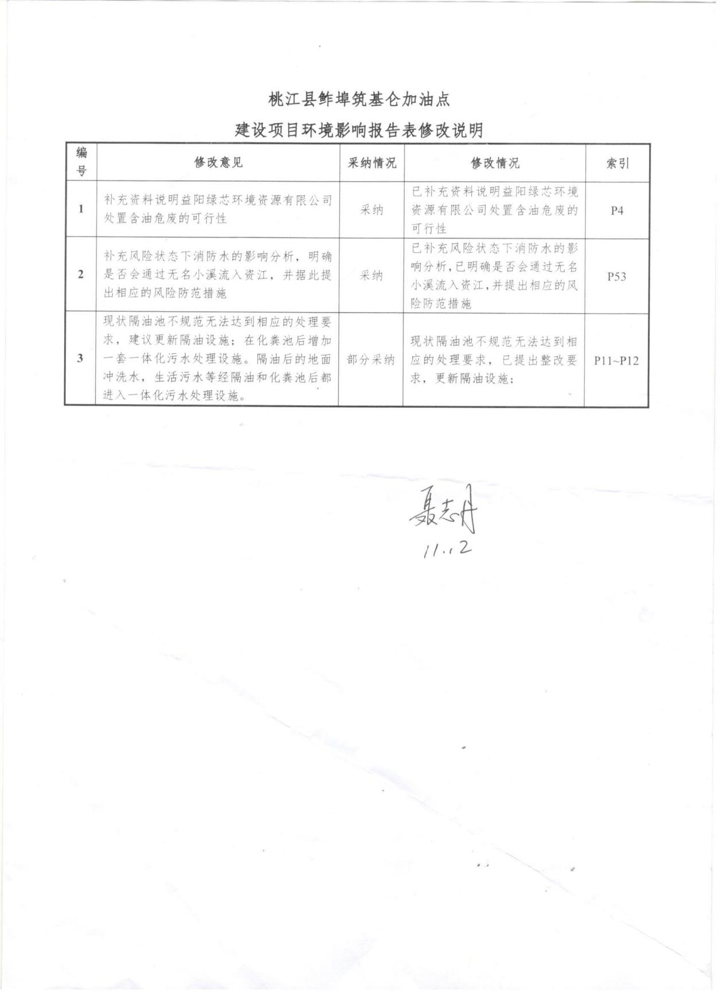 桃江县鲊埠筑基仑加油点
建设项目环境影响报告表修改说明
编
号
修改意见
采纳情况
修改情况
索引
1
补充资料说明益阳绿芯环境资源有限公司
处置含油危废的可行性
采纳
已补充资料说明益阳绿芯环境
资源有限公司处置含油危废的
可行性
P4
2
补充风险状态下消防水的影响分析，明确
是否会通过无名小溪流入资江，并据此提
出相应的风险防范措施
采纳
已补充风险状态下消防水的影
响分析,已明确是否会通过无名
小溪流入资江,并提出相应的风
险防范措施
P53
3
现状隔油池不规范无法达到相应的处理要
求，建议更新隔油设施；在化粪池后增加
一套一体化污水处理设施。隔油后的地面
冲洗水，生活污水等经隔油和化粪池后都
进入一体化污水处理设施。
部分采纳
现状隔油池不规范无法达到相
应的处理要求，已提出整改要
求，更新隔油设施；
P11~P12
聂志丹
11.12